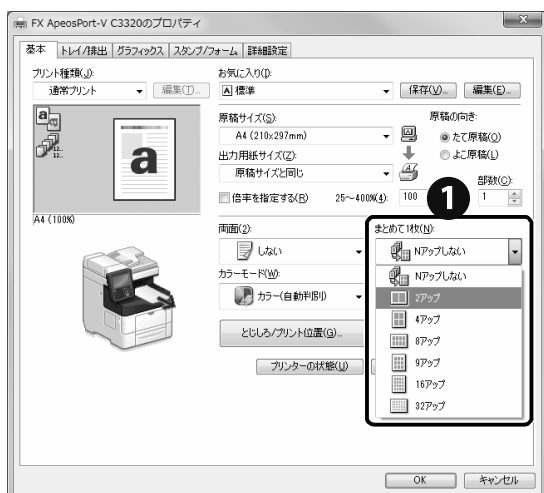 FX ApeosPort-V C3320のプロパティ
基本 トレイ/排出 グラフィックス スタンプ/フォーム 詳細設定
プリント種類(J):
通常プリント 編集(T)...
お気に入り(I):
標準 保存(V)... 編集(E)...
原稿サイズ(S):
A4 (210x297mm)
原稿の向き:
たて原稿(O)
よこ原稿(L)
出力用紙サイズ(Z):
原稿サイズと同じ
倍率を指定する(R) 25～400%(4): 100
部数(C):
1
1
A4 (100%)
両面(2):
しない
まとめて1枚(N):
Nアップしない
カラーモード(W):
カラー(自動判別)
Nアップしない
2アップ
4アップ
8アップ
9アップ
16アップ
32アップ
とじしろ/プリント位置(G)...
プリンターの状態(U)
OK キャンセル